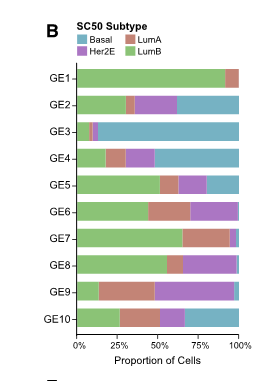 B
SC50 Subtype
Basal LumA
Her2E LumB
GE1
GE2
GE3
GE4
GE5
GE6
GE7
GE8
GE9
GE10
0% 25% 50% 75% 100%
Proportion of Cells